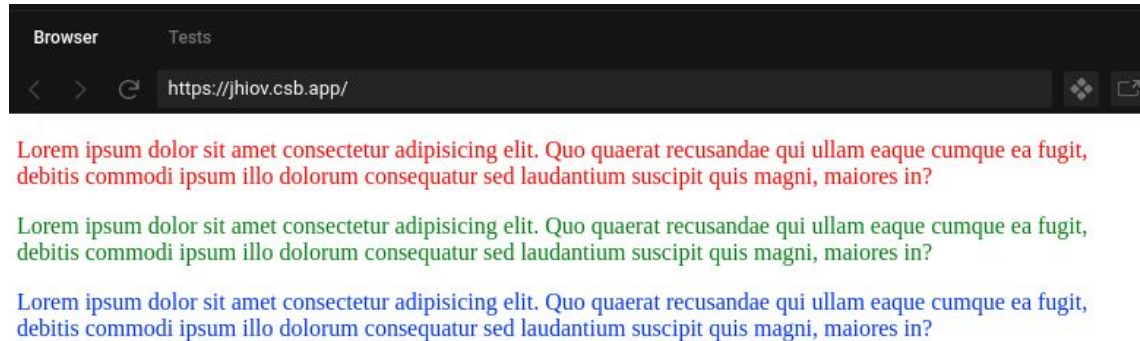 Browser Tests
https://jhiov.csb.app/
Lorem ipsum dolor sit amet consectetur adipisicing elit. Quo quaerat recusandae qui ullam eaque cumque ea fugit,
debitis commodi ipsum illo dolorum consequatur sed laudantium suscipit quis magni, maiores in?
Lorem ipsum dolor sit amet consectetur adipisicing elit. Quo quaerat recusandae qui ullam eaque cumque ea fugit,
debitis commodi ipsum illo dolorum consequatur sed laudantium suscipit quis magni, maiores in?
Lorem ipsum dolor sit amet consectetur adipisicing elit. Quo quaerat recusandae qui ullam eaque cumque ea fugit,
debitis commodi ipsum illo dolorum consequatur sed laudantium suscipit quis magni, maiores in?